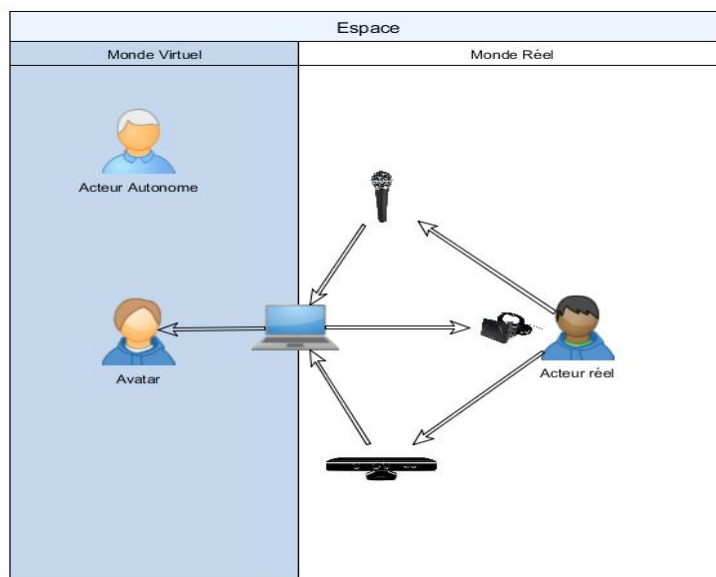 Espace
Monde Virtuel
Monde Réel
Acteur Autonome
Avatar
Acteur réel